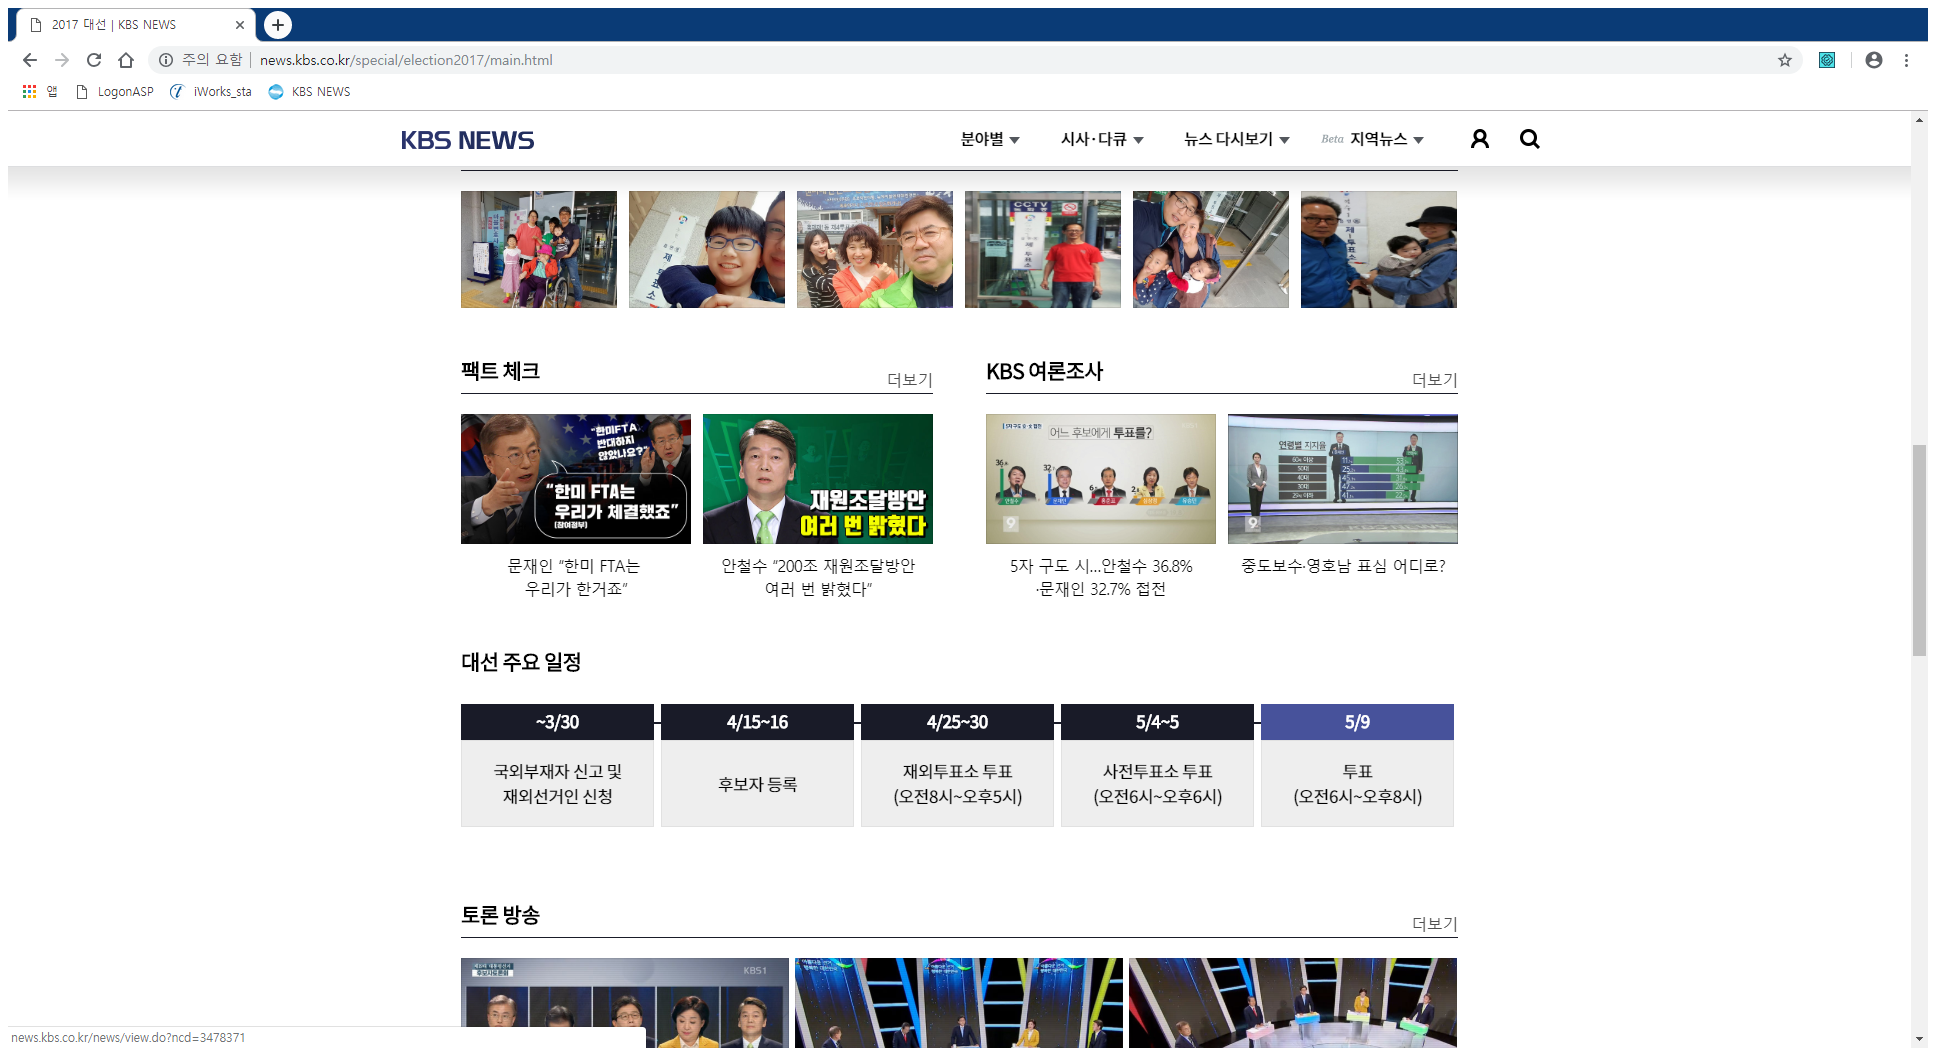 2017 대선 | KBS NEWS
주의 요함 | news.kbs.co.kr/special/election2017/main.html
앱 LogonASP iWorks_sta KBS NEWS
KBS NEWS 분야별 시사·다큐 뉴스 다시보기 Beta 지역뉴스
CCTV
팩트 체크 더보기
KBS 여론조사 더보기
"한미FTA
반대하지
않았나요?"
"한미 FTA는
우리가 체결했죠"
(참여정부)
재원조달방안
여러 번 밝혔다
어느 후보에게 투표를?
연령별 지지율
문재인 "한미 FTA는
우리가 한거죠"
안철수 "200조 재원조달방안
여러 번 밝혔다"
5자 구도 시...안철수 36.8%
·문재인 32.7% 접전
중도보수·영호남 표심 어디로?
대선 주요 일정
~3/30
국외부재자 신고 및
재외선거인 신청
4/15~16
후보자 등록
4/25~30
재외투표소 투표
(오전8시~오후5시)
5/4~5
사전투표소 투표
(오전6시~오후6시)
5/9
투표
(오전6시~오후8시)
토론 방송 더보기
후보자토론회
KBS1
news.kbs.co.kr/news/view.do?ncd=3478371